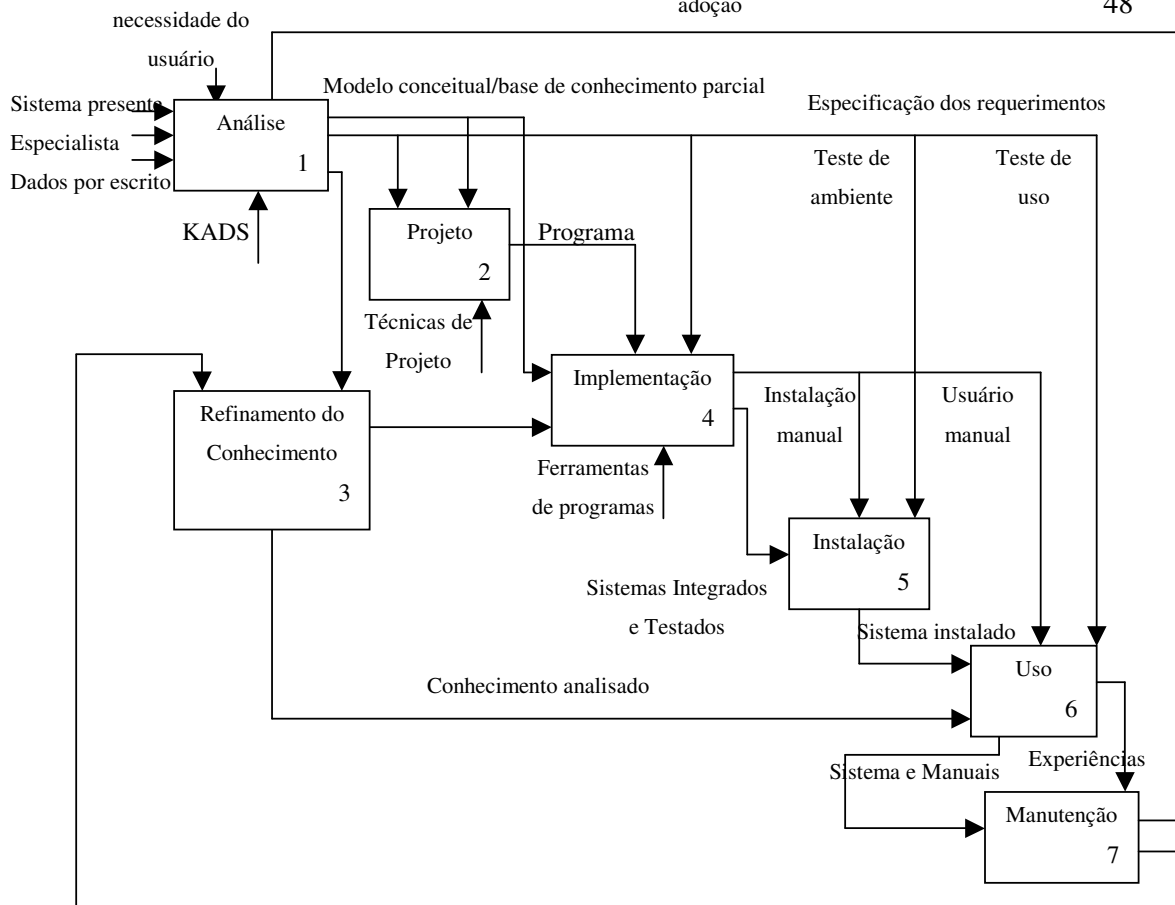 adoção
48
necessidade do
usuário
Modelo conceitual/base de conhecimento parcial
Sistema presente
Especialista
Dados por escrito
Análise
1
Especificação dos requerimentos
Teste de
ambiente
Teste de
uso
KADS
Projeto
2
Programa
Técnicas de
Projeto
Implementação
4
Instalação
manual
Usuário
manual
Refinamento do
Conhecimento
3
Ferramentas
de programas
Instalação
5
Sistemas Integrados
e Testados
Sistema instalado
Conhecimento analisado
Uso
6
Sistema e Manuais
Experiências
Manutenção
7